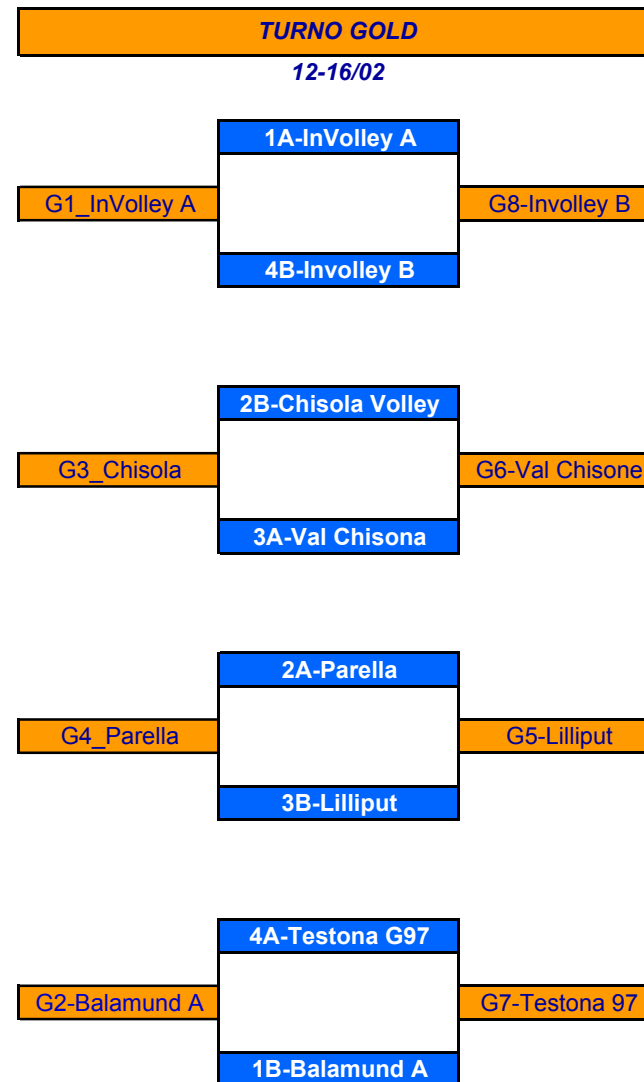 TURNO GOLD
12-16/02
1A-InVolley A
G1_InVolley A
G8-Involley B
4B-Involley B
2B-Chisola Volley
G3_Chisola
G6-Val Chisone
3A-Val Chisona
2A-Parella
G4_Parella
G5-Lilliput
3B-Lilliput
4A-Testona G97
G2-Balamund A
G7-Testona 97
1B-Balamund A